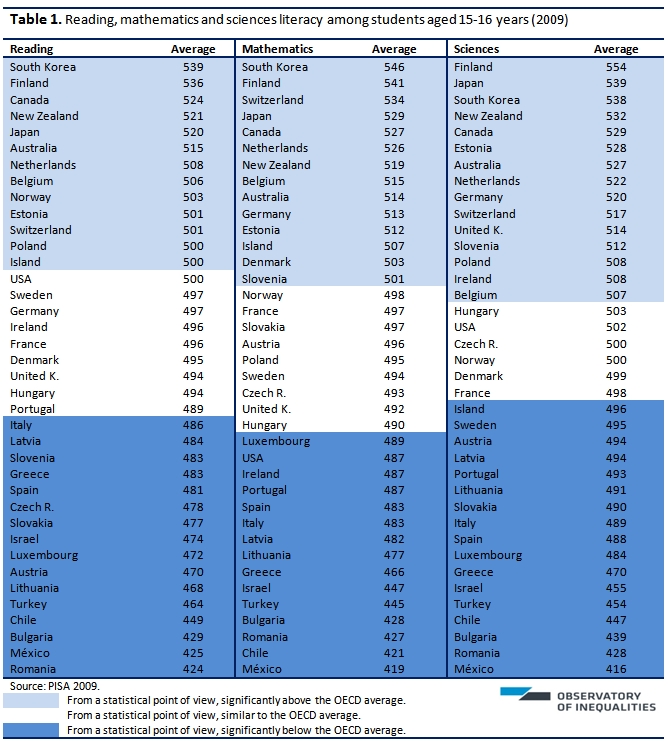 Table 1. Reading, mathematics and sciences literacy among students aged 15-16 years (2009)
Reading Average Mathematics Average Sciences Average
South Korea 539 South Korea 546 Finland 554
Finland 536 Finland 541 Japan 539
Canada 524 Switzerland 534 South Korea 538
New Zealand 521 Japan 529 New Zealand 532
Japan 520 Canada 527 Canada 529
Australia 515 Netherlands 526 Estonia 528
Netherlands 508 New Zealand 519 Australia 527
Belgium 506 Belgium 515 Netherlands 522
Norway 503 Australia 514 Germany 520
Estonia 501 Germany 513 Switzerland 517
Switzerland 501 Estonia 512 United K. 514
Poland 500 Island 507 Slovenia 512
Island 500 Denmark 503 Poland 508
USA 500 Slovenia 501 Ireland 508
Sweden 497 Norway 498 Belgium 507
Germany 497 France 497 Hungary 503
Ireland 496 Slovakia 497 USA 502
France 496 Austria 496 Czech R. 500
Denmark 495 Poland 495 Norway 500
United K. 494 Sweden 494 Denmark 499
Hungary 494 Czech R. 493 France 498
Portugal 489 United K. 492 Island 496
Italy 486 Hungary 490 Sweden 495
Latvia 484 Luxembourg 489 Austria 494
Slovenia 483 USA 487 Latvia 494
Greece 483 Ireland 487 Portugal 493
Spain 481 Portugal 487 Lithuania 491
Czech R. 478 Spain 483 Slovakia 490
Slovakia 477 Italy 483 Italy 489
Israel 474 Latvia 482 Spain 488
Luxembourg 472 Lithuania 477 Luxembourg 484
Austria 470 Greece 466 Greece 470
Lithuania 468 Israel 447 Israel 455
Turkey 464 Turkey 445 Turkey 454
Chile 449 Bulgaria 428 Chile 447
Bulgaria 429 Romania 427 Bulgaria 439
México 425 Chile 421 Romania 428
Romania 424 México 419 México 416
Source: PISA 2009.
From a statistical point of view, significantly above the OECD average.
From a statistical point of view, similar to the OECD average.
From a statistical point of view, significantly below the OECD average.
OBSERVATORY
OF INEQUALITIES